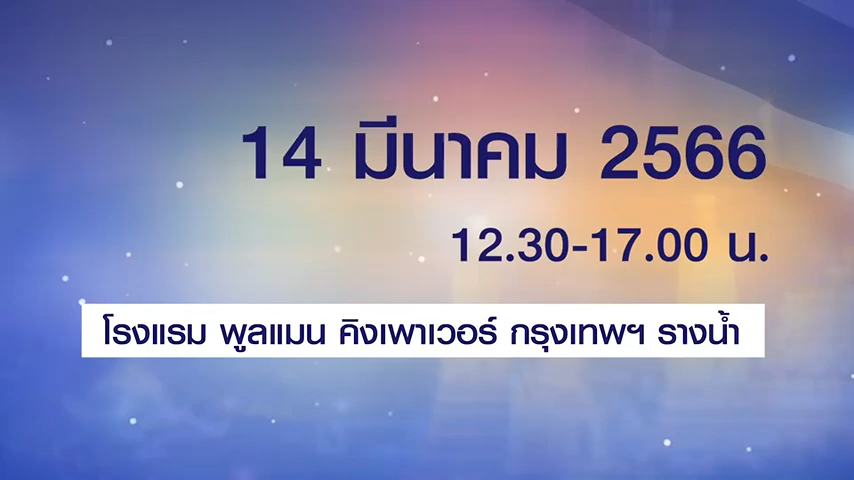 14 มีนาคม 2566
12.30-17.00 น.
โรงแรม พูลแมน คิงเพาเวอร์ กรุงเทพฯ รางน้ำ